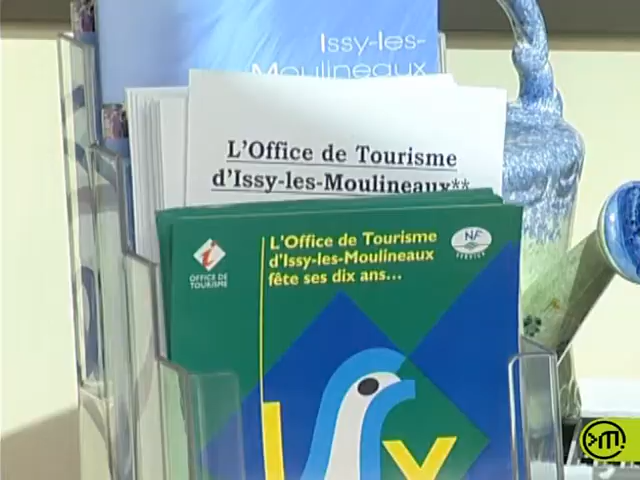 Issy-les-
Moulineaux
L'Office de Tourisme
d'Issy-les-Moulineaux**
L'Office de Tourisme
d'Issy-les-Moulineaux
fête ses dix ans...
NF
SERVICE
i
OFFICE DE
TOURISME
m